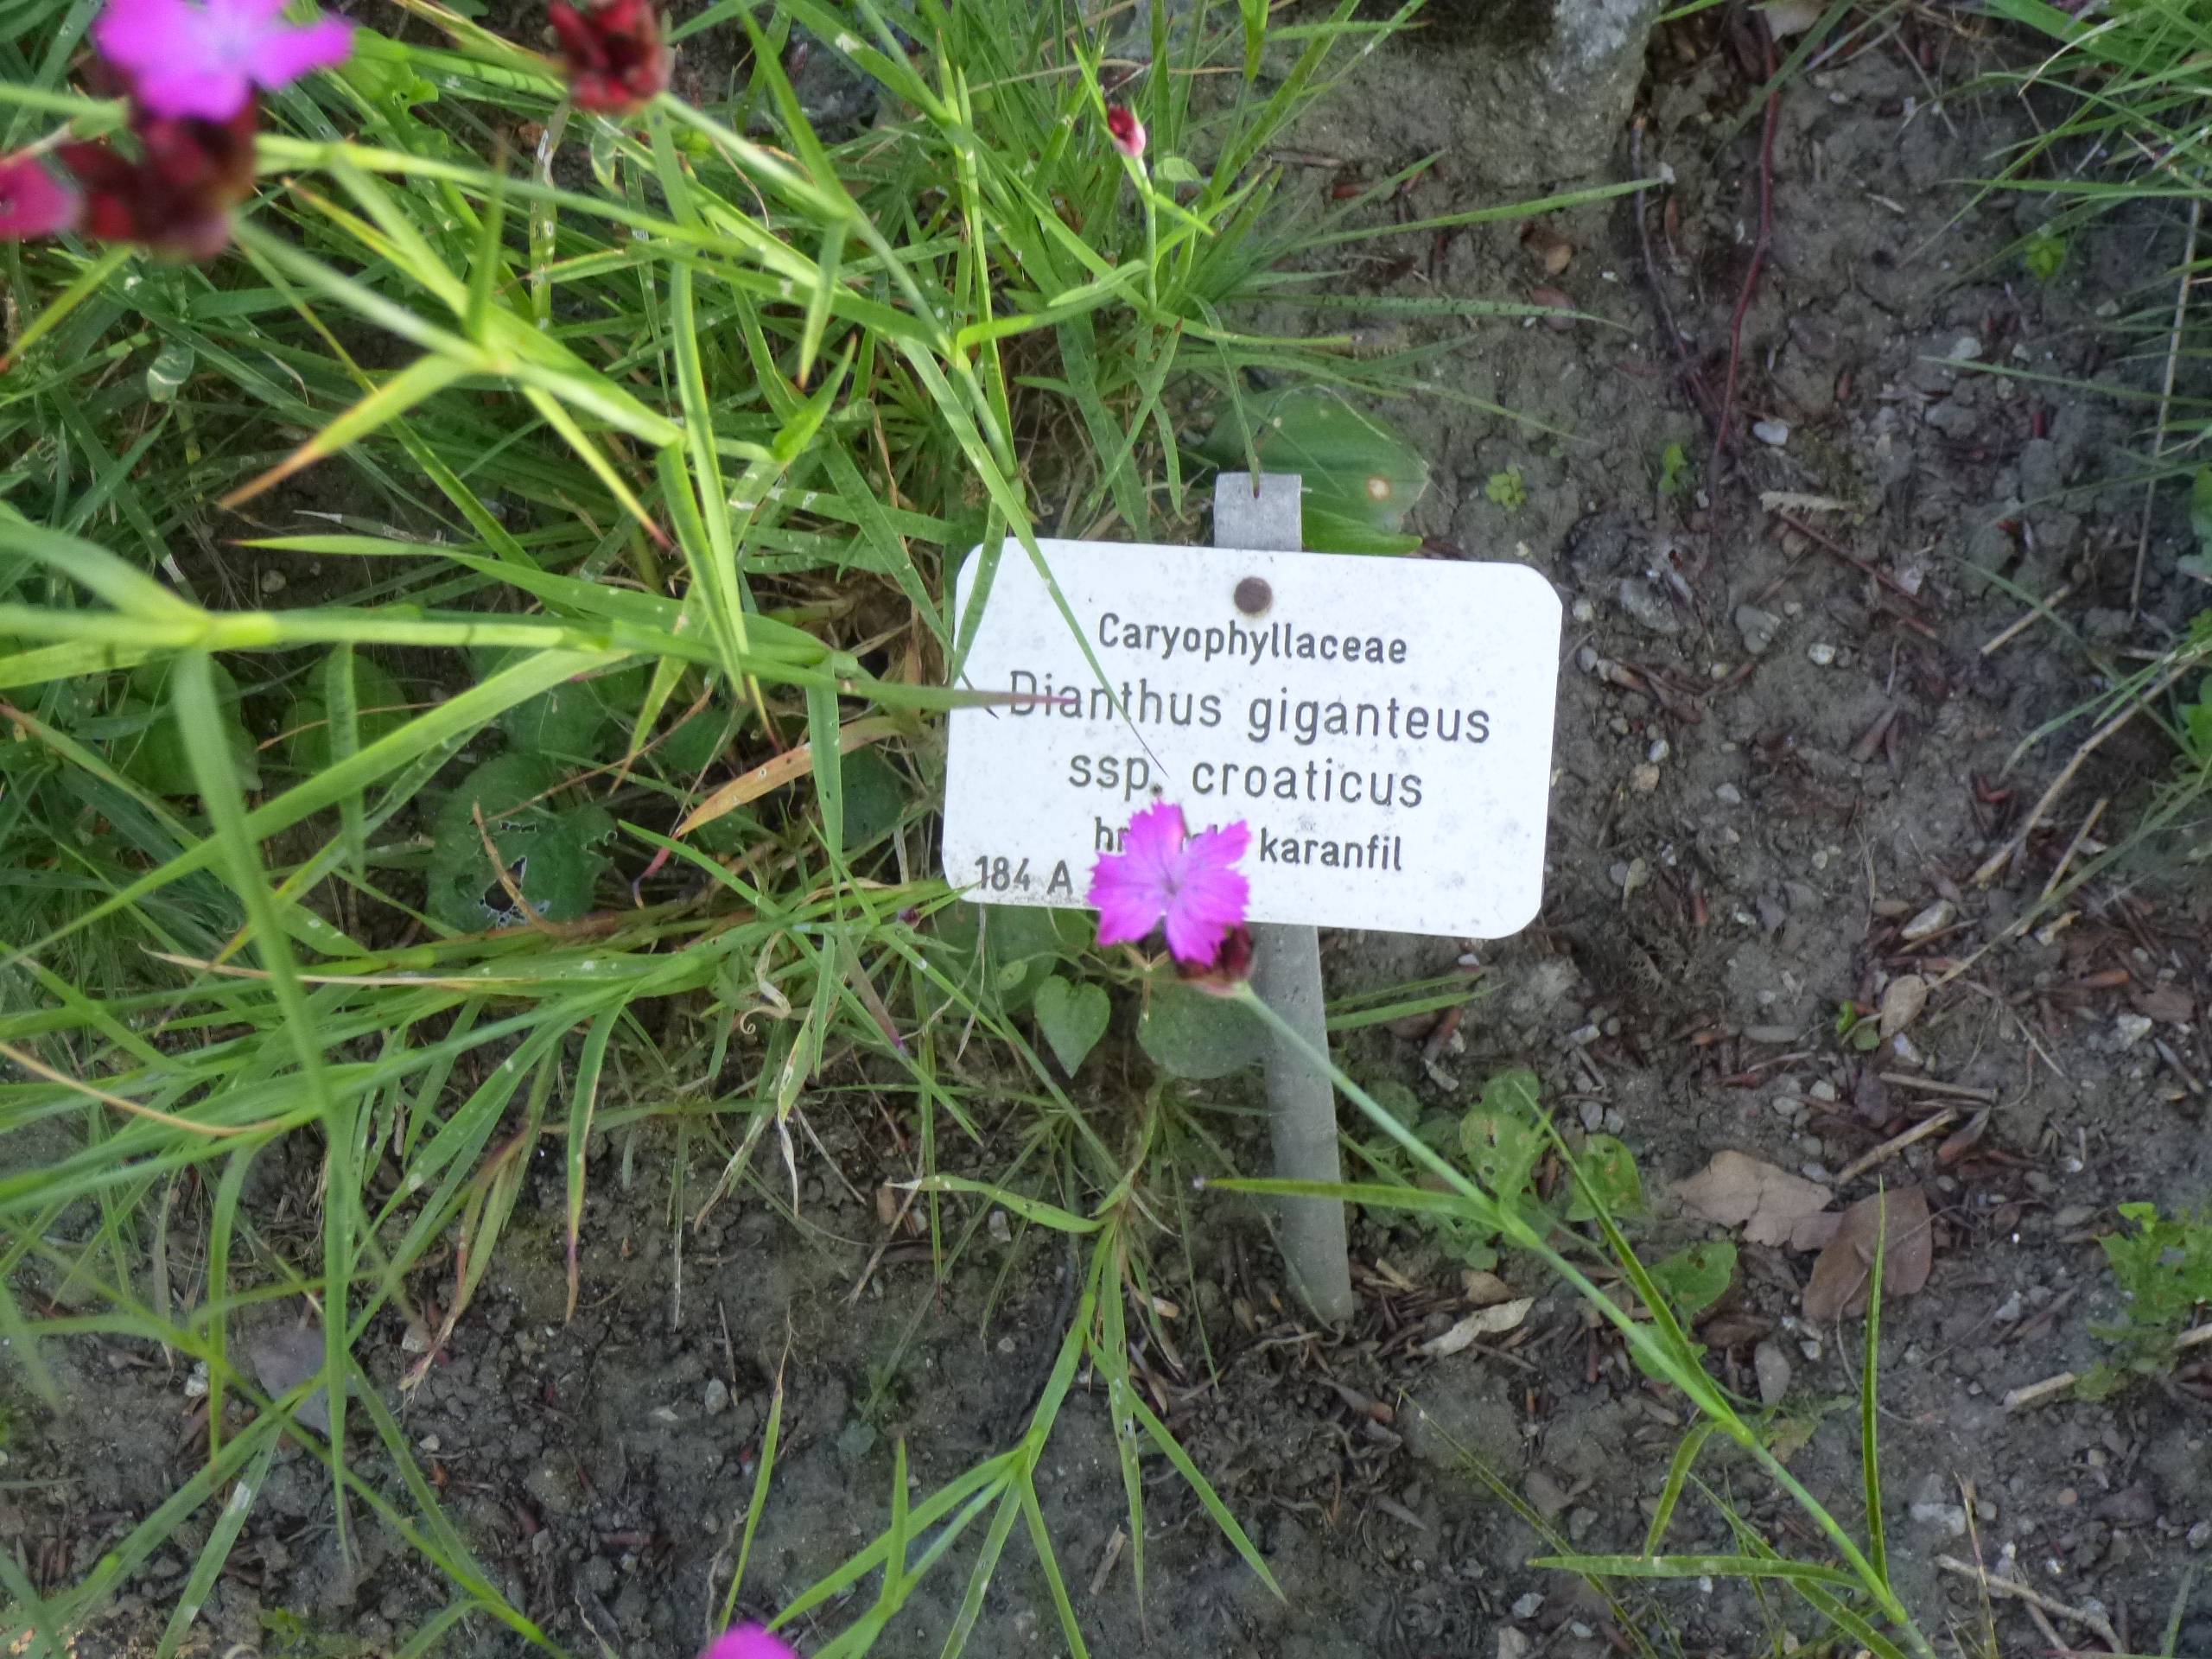 Caryophyllaceae
Dianthus giganteus
ssp. croaticus
karanfil
184 A